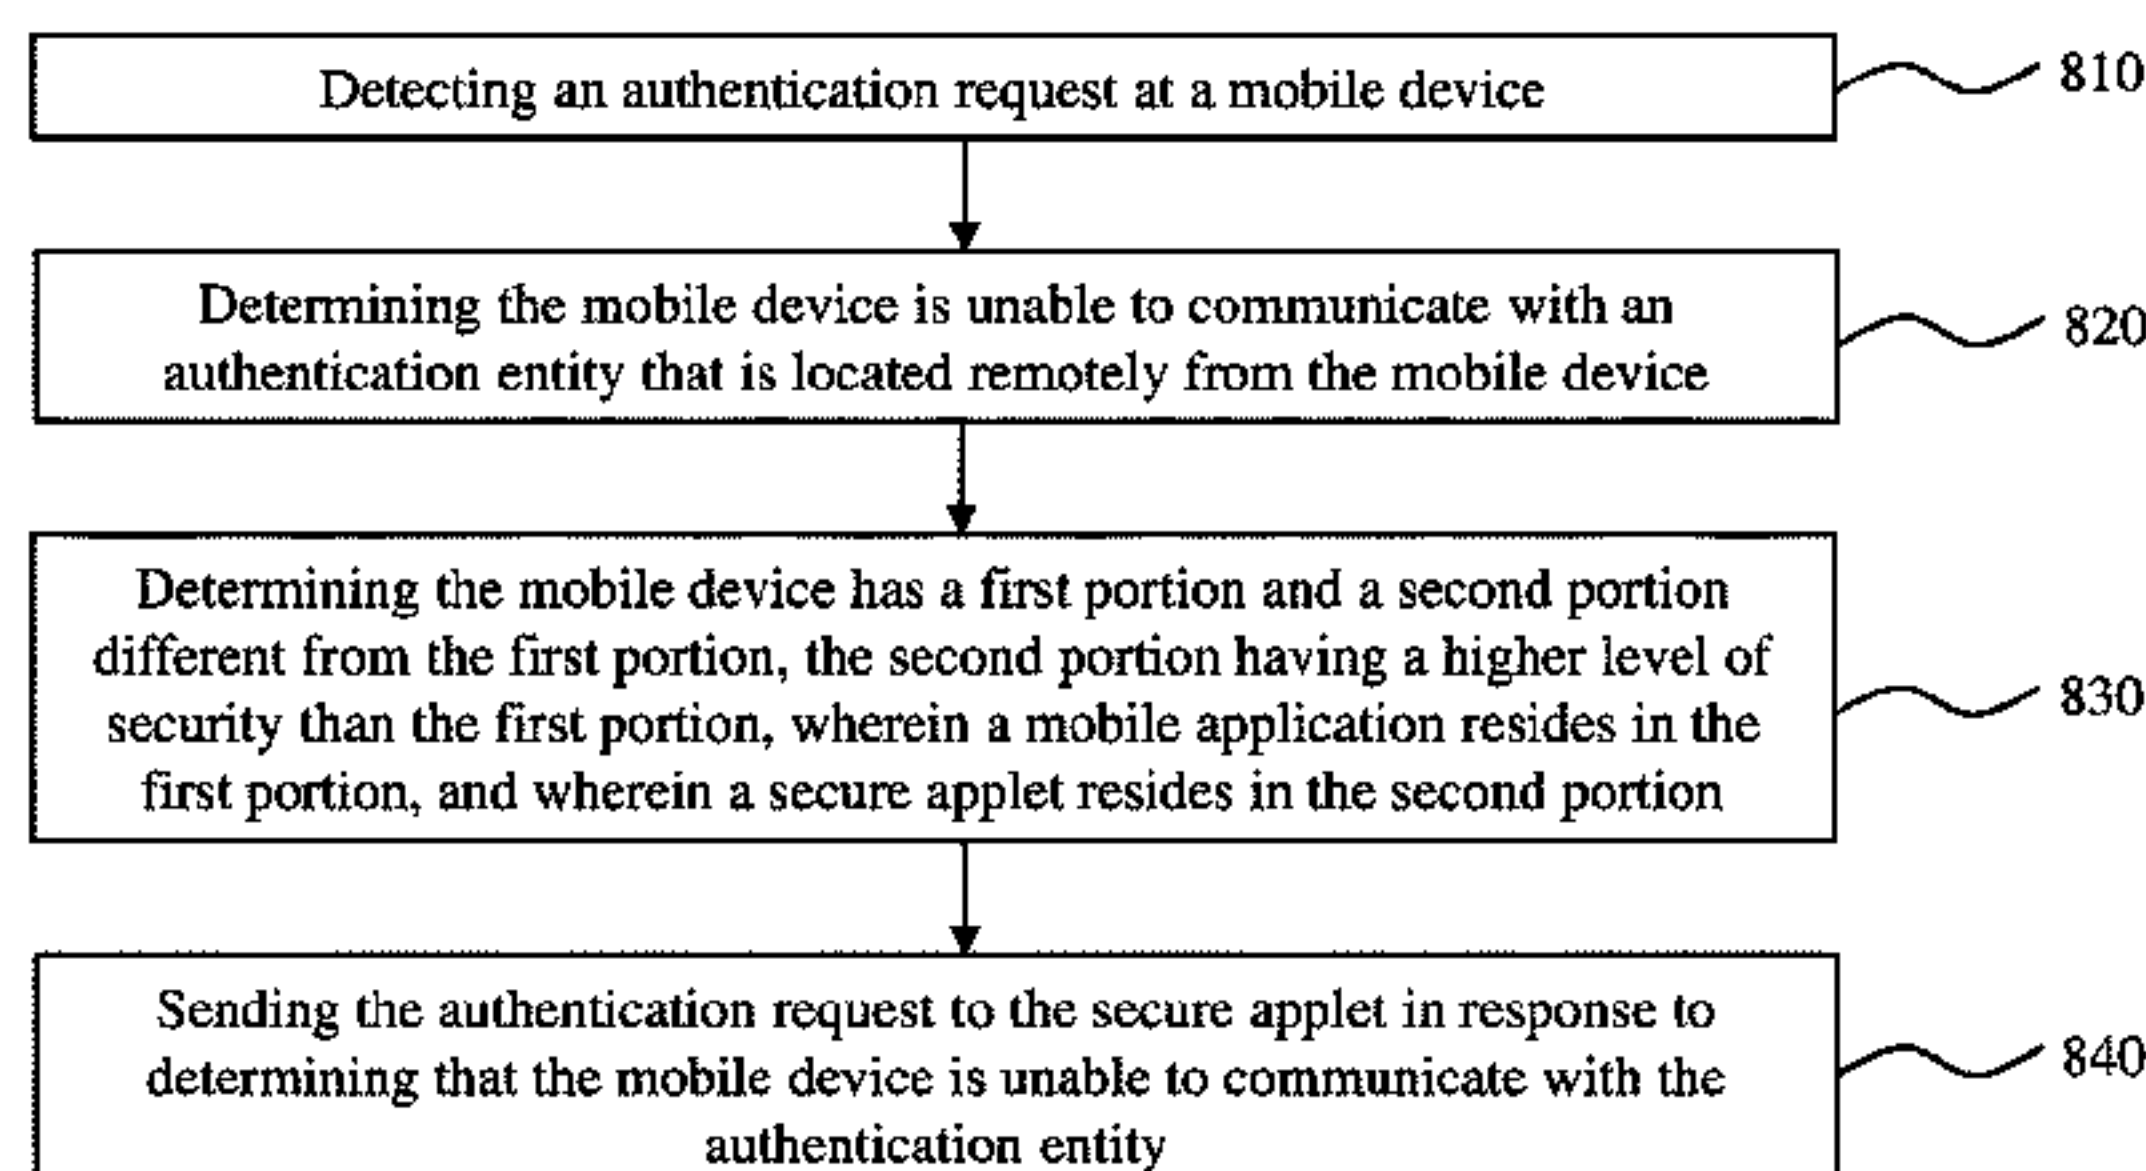 Detecting an authentication request at a mobile device
810
Determining the mobile device is unable to communicate with an
authentication entity that is located remotely from the mobile device
820
Determining the mobile device has a first portion and a second portion
different from the first portion, the second portion having a higher level of
security than the first portion, wherein a mobile application resides in the
first portion, and wherein a secure applet resides in the second portion
830
Sending the authentication request to the secure applet in response to
determining that the mobile device is unable to communicate with the
authentication entity
840